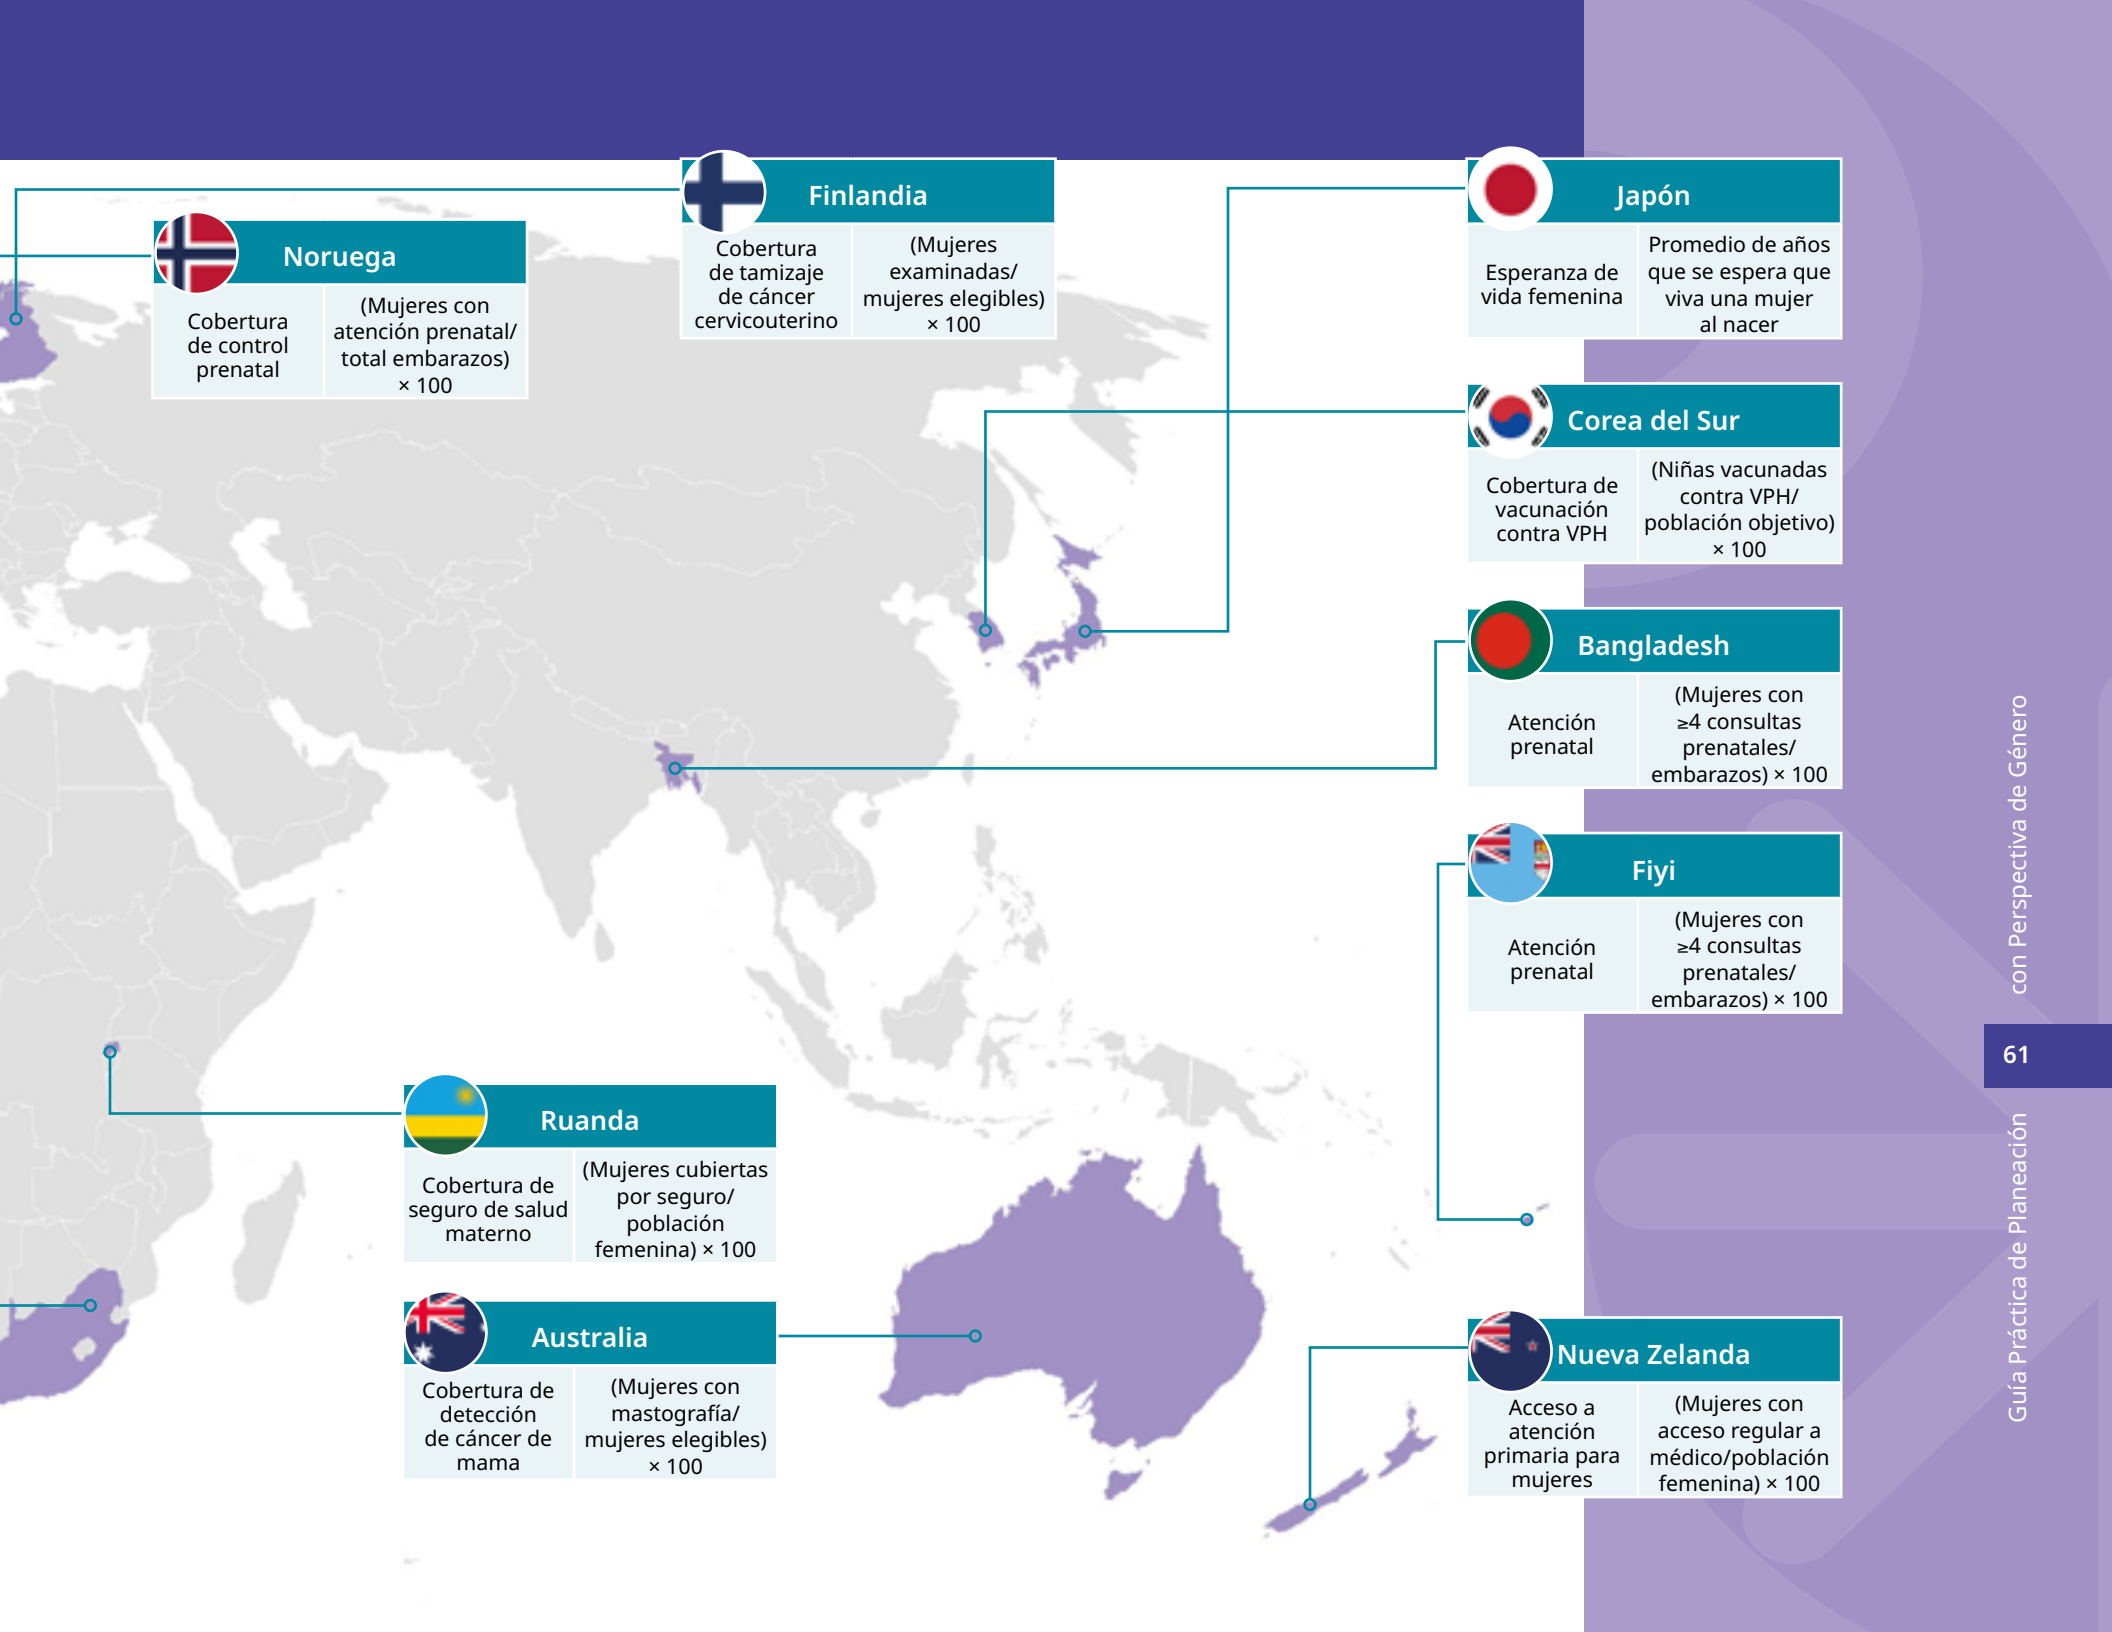 Noruega
Cobertura
de control
prenatal
(Mujeres con
atención prenatal/
total embarazos)
× 100
Finlandia
Cobertura
de tamizaje
de cáncer
cervicouterino
(Mujeres
examinadas/
mujeres elegibles)
× 100
Japón
Esperanza de
vida femenina
Promedio de años
que se espera que
viva una mujer
al nacer
Corea del Sur
Cobertura de
vacunación
contra VPH
(Niñas vacunadas
contra VPH/
población objetivo)
× 100
Bangladesh
Atención
prenatal
(Mujeres con
≥4 consultas
prenatales/
embarazos) × 100
Fiyi
Atención
prenatal
(Mujeres con
≥4 consultas
prenatales/
embarazos) × 100
Ruanda
Cobertura de
seguro de salud
materno
(Mujeres cubiertas
por seguro/
población
femenina) × 100
Australia
Cobertura de
detección
de cáncer de
mama
(Mujeres con
mastografía/
mujeres elegibles)
× 100
Nueva Zelanda
Acceso a
atención
primaria para
mujeres
(Mujeres con
acceso regular a
médico/población
femenina) × 100
Guía Práctica de Planeación
61
con Perspectiva de Género